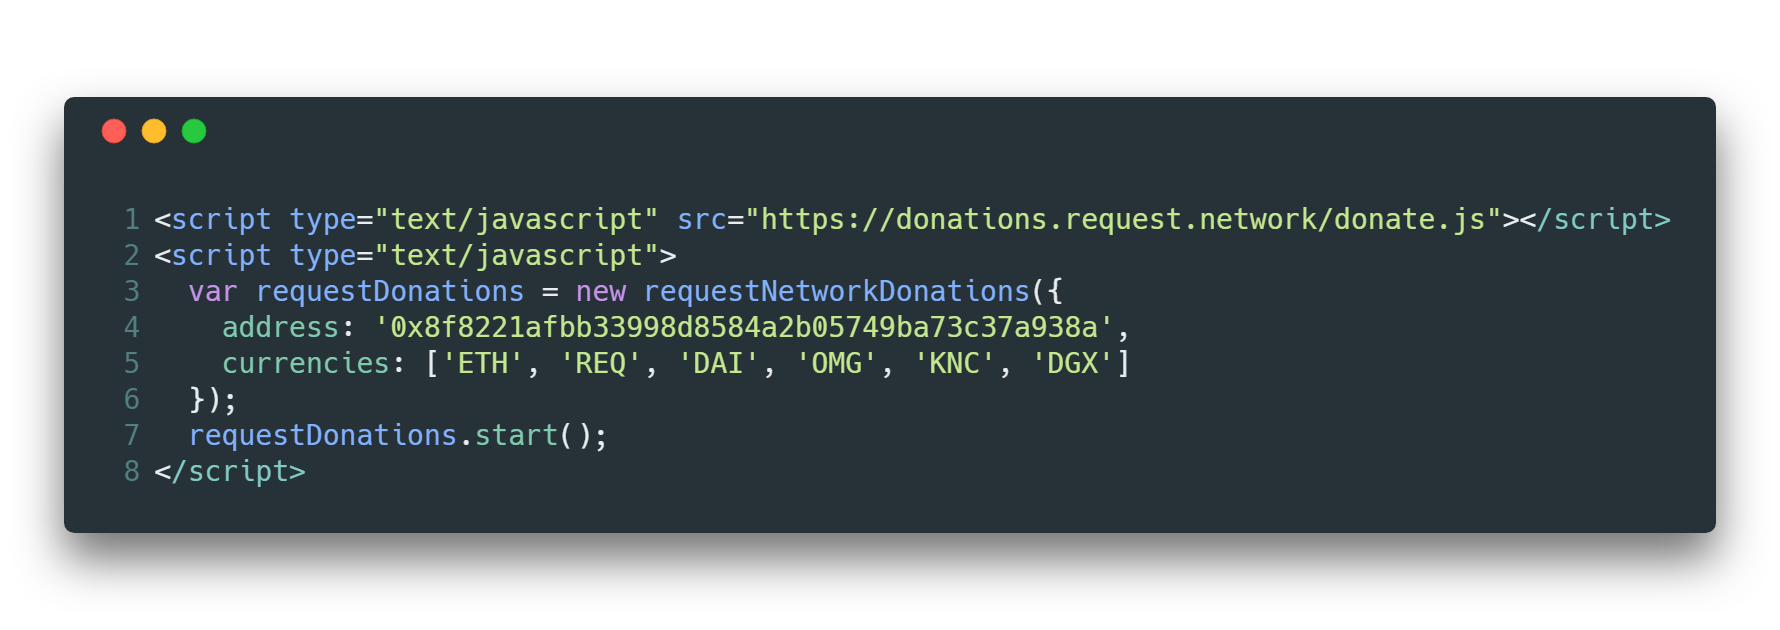 1 <script type="text/javascript" src="https://donations.request.network/donate.js"></script>
2 <script type="text/javascript">
3   var requestDonations = new requestNetworkDonations({
4     address: '0x8f8221afbb33998d8584a2b05749ba73c37a938a',
5     currencies: ['ETH', 'REQ', 'DAI', 'OMG', 'KNC', 'DGX']
6   });
7   requestDonations.start();
8 </script>